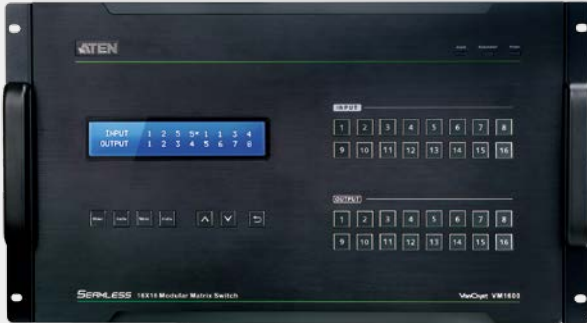 ATEN
INPUT 1 2 5 5* 1 1 3 4
OUTPUT 1 2 3 4 5 6 7 8
INPUT
1 2 3 4 5 6 7 8
9 10 11 12 13 14 15 16
OUTPUT
1 2 3 4 5 6 7 8
9 10 11 12 13 14 15 16
SEAMLESS 16X16 Modular Matrix Switch
VanCryst VM1600